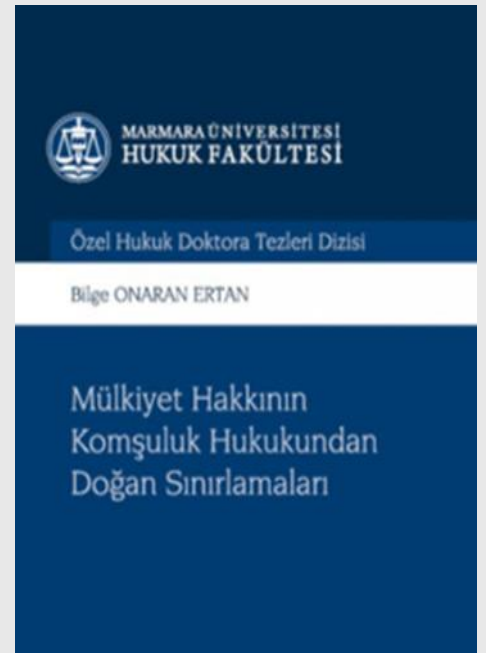 MARMARA ÜNİVERSİTESİ
HUKUK FAKÜLTESİ
Özel Hukuk Doktora Tezleri Dizisi
Bilge ONARAN ERTAN
Mülkiyet Hakkının
Komşuluk Hukukundan
Doğan Sınırlamaları